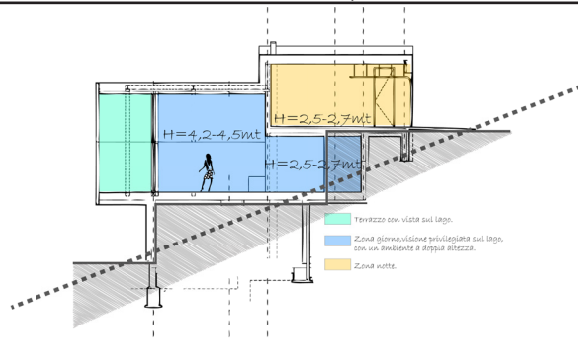 H=2,5-2,7mt
H=4,2-4,5mt
H=2,5-2,7mt
Terrazzo con vista sul lago.
Zona giorno,visione privilegiata sul lago,
con un ambiente a doppia altezza.
Zona notte.